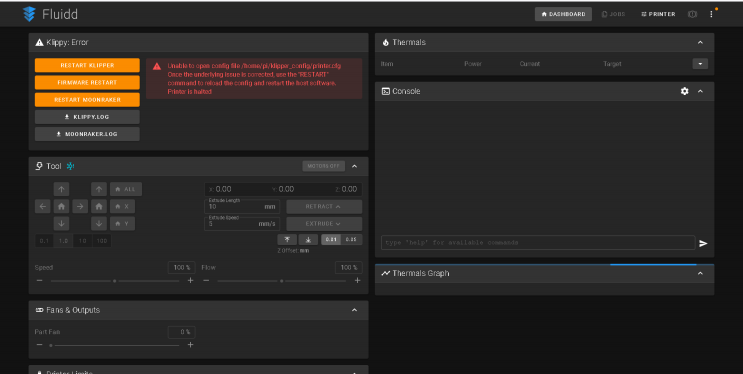 Fluidd
DASHBOARD
JOBS
PRINTER
Klippy: Error
RESTART KLIPPER
FIRMWARE RESTART
RESTART MOONRAKER
KLIPPY.LOG
MOONRAKER.LOG
Unable to open config file /home/pi/klipper_config/printer.cfg
Once the underlying issue is corrected, use the "RESTART"
command to reload the config and restart the host software.
Printer is halted
Tool
MOTORS OFF
ALL
X
Y
0.1 1.0 10 100
X: 0.00 Y: 0.00 Z: 0.00
Extrude Length
10 mm
RETRACT
Extrude Speed
5 mm/s
EXTRUDE
0.01 0.05
Z Offset mm
Speed 100 %
Flow 100 %
Fans & Outputs
Part Fan 0 %
Printer Limits
Thermals
Item Power Current Target
Console
type "help" for available commands
Thermals Graph